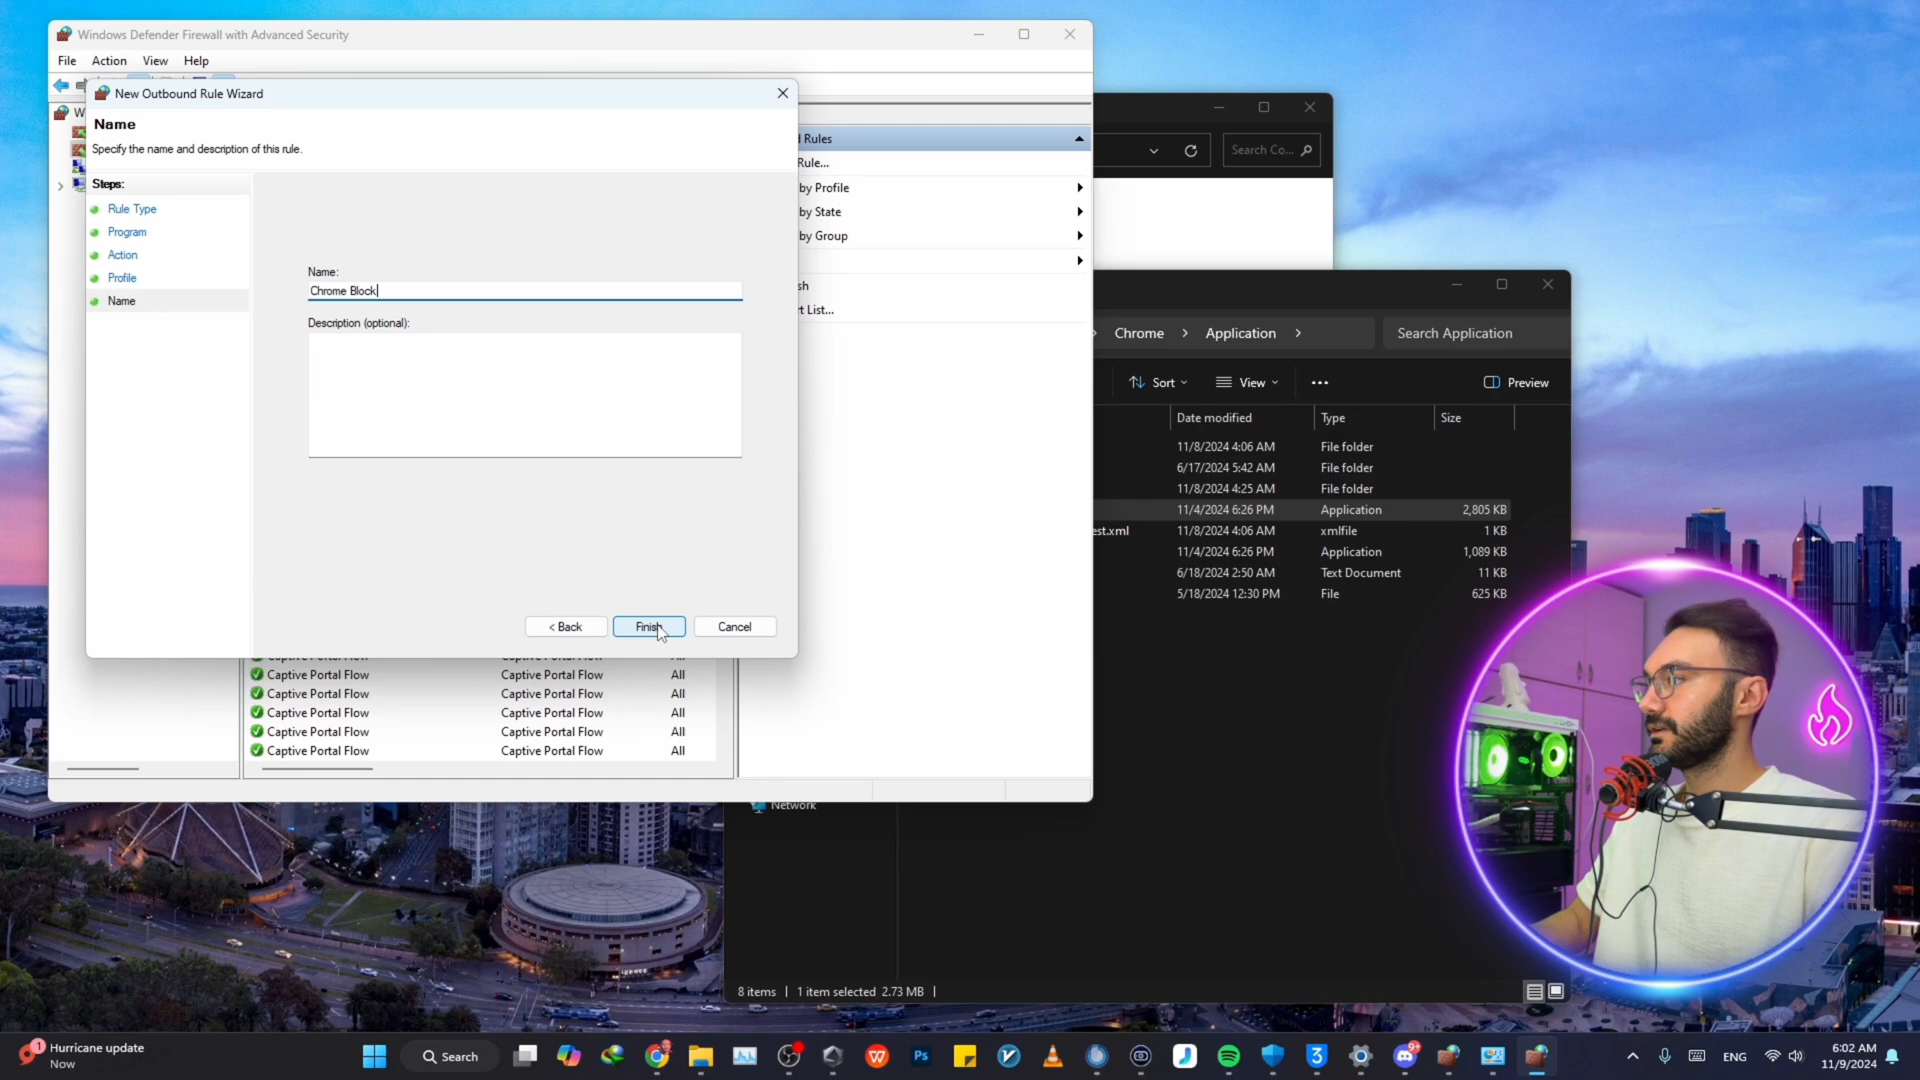 Windows Defender Firewall with Advanced Security
File Action View Help
New Outbound Rule Wizard
Name
Specify the name and description of this rule.
Steps:
Rule Type
Program
Action
Profile
Name
Name:
Chrome Block
Description (optional):
< Back
Finish
Cancel
Rules
Rule...
by Profile
by State
by Group
t List...
Captive Portal Flow Captive Portal Flow All
Captive Portal Flow Captive Portal Flow All
Captive Portal Flow Captive Portal Flow All
Captive Portal Flow Captive Portal Flow All
Captive Portal Flow Captive Portal Flow All
Search Co...
Chrome > Application >
Search Application
Sort
View
Preview
Date modified Type Size
11/8/2024 4:06 AM File folder
6/17/2024 5:42 AM File folder
11/8/2024 4:25 AM File folder
11/4/2024 6:26 PM Application 2,805 KB
est.xml 11/8/2024 4:06 AM xmlfile 1 KB
11/4/2024 6:26 PM Application 1,089 KB
6/18/2024 2:50 AM Text Document 11 KB
5/18/2024 12:30 PM File 625 KB
Network
8 items | 1 item selected 2.73 MB |
1
Hurricane update
Now
Search
Ps
3
9+
ENG
6:02 AM
11/9/2024